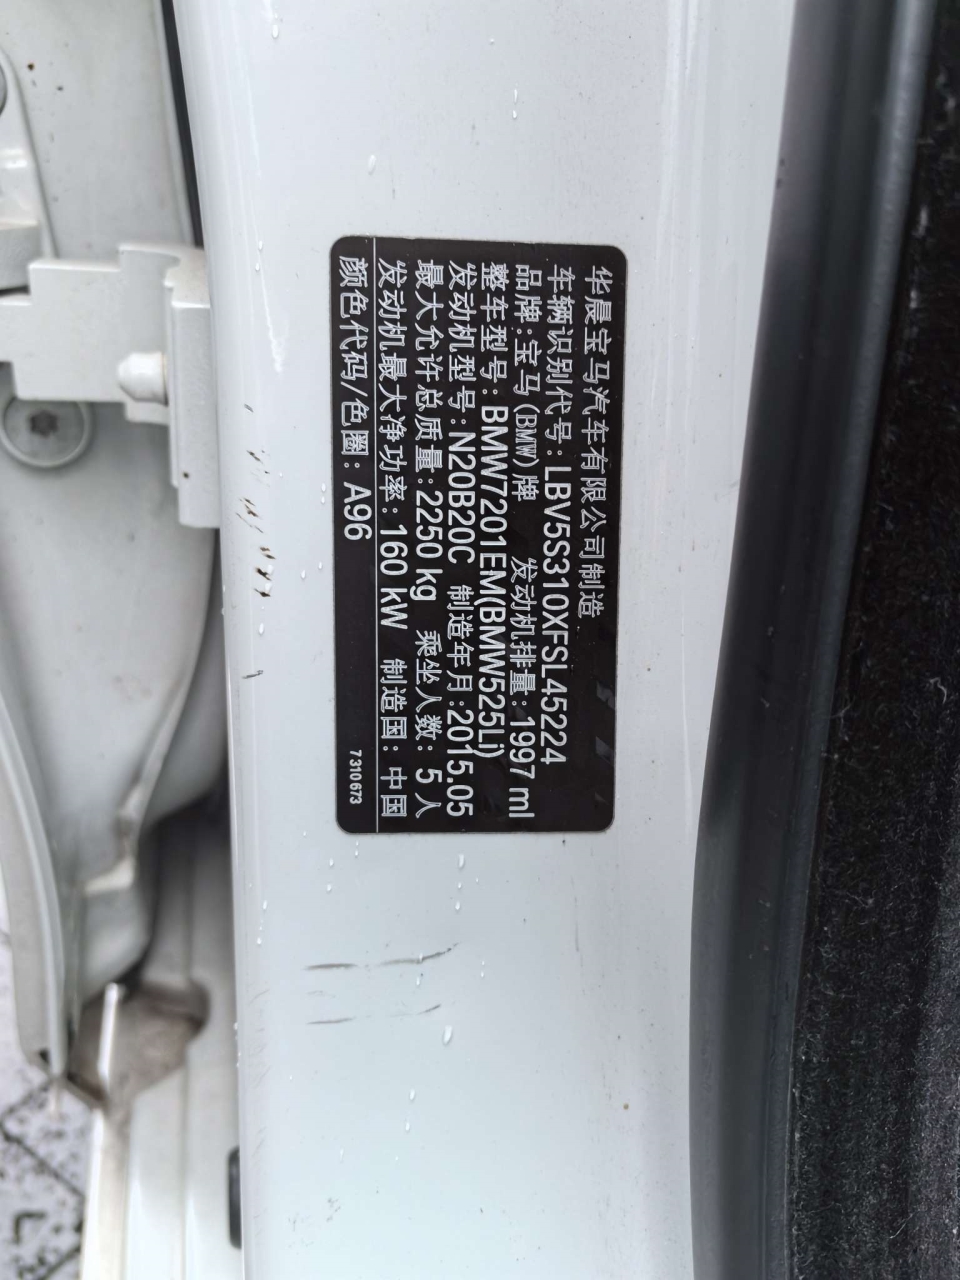 华晨宝马汽车有限公司制造
车辆识别代号:LBV5S310XFSL45224
品牌:宝马(BMW)牌 发动机排量:1997 ml
整车型号:BMW7201EM(BMW525Li)
发动机型号:N20B20C 制造年月:2015.05
最大允许总质量:2250 kg 乘坐人数:5 人
发动机最大净功率:160 kW 制造国:中国
颜色代码/色圈:A96 7 310 673